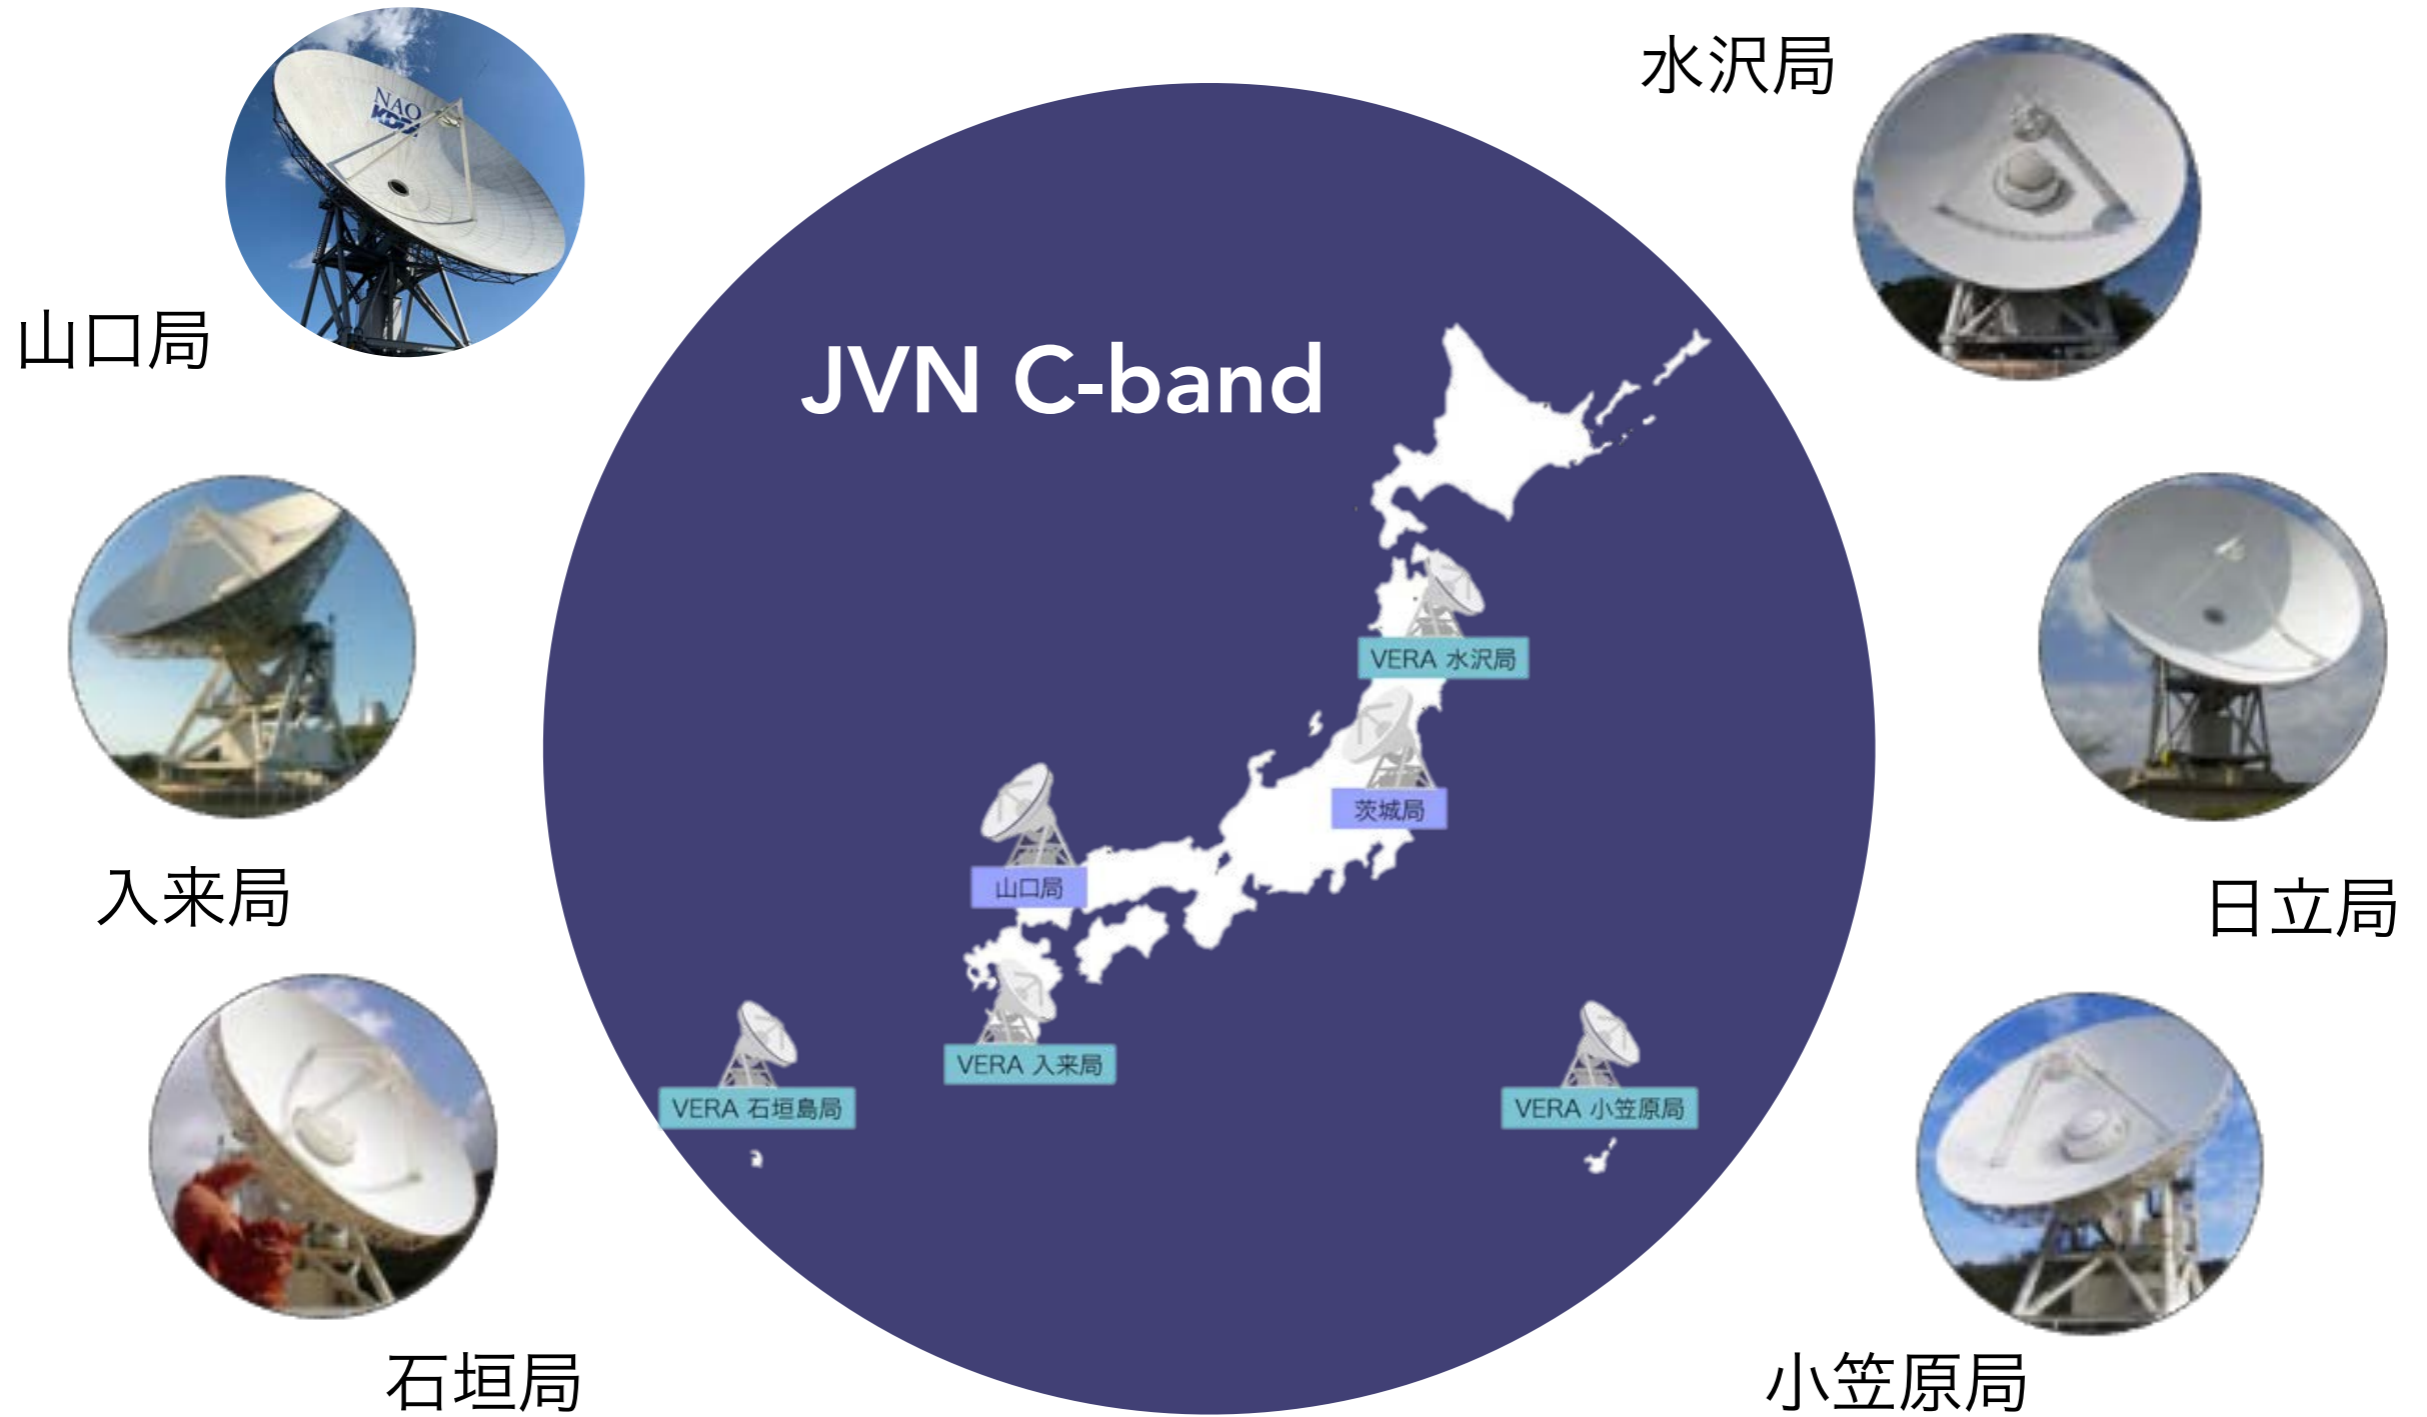 水沢局
NAO
KDDI
山口局
JVN C-band
VERA 水沢局
茨城局
山口局
入来局
日立局
VERA 入来局
VERA 石垣島局
VERA 小笠原局
石垣局
小笠原局